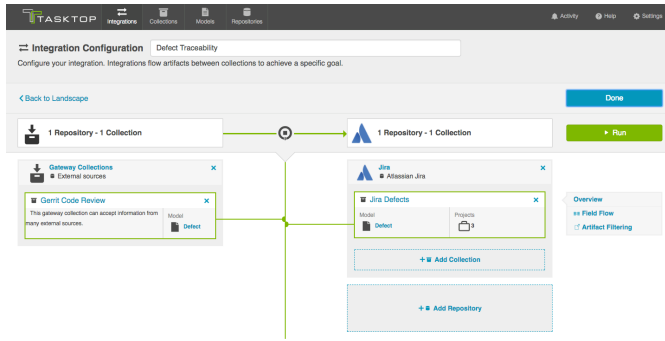 TASKTOP
Integrations
Collections
Models
Repositories
Activity
Help
Settings
Integration Configuration
Defect Traceability
Configure your integration. Integrations flow artifacts between collections to achieve a specific goal.
Back to Landscape
Done
1 Repository - 1 Collection
1 Repository - 1 Collection
Run
Gateway Collections
External sources
Gerrit Code Review
This gateway collection can accept information from
many external sources.
Model
Defect
Jira
Atlassian Jira
Jira Defects
Model
Defect
Projects
3
+ Add Collection
+ Add Repository
Overview
Field Flow
Artifact Filtering